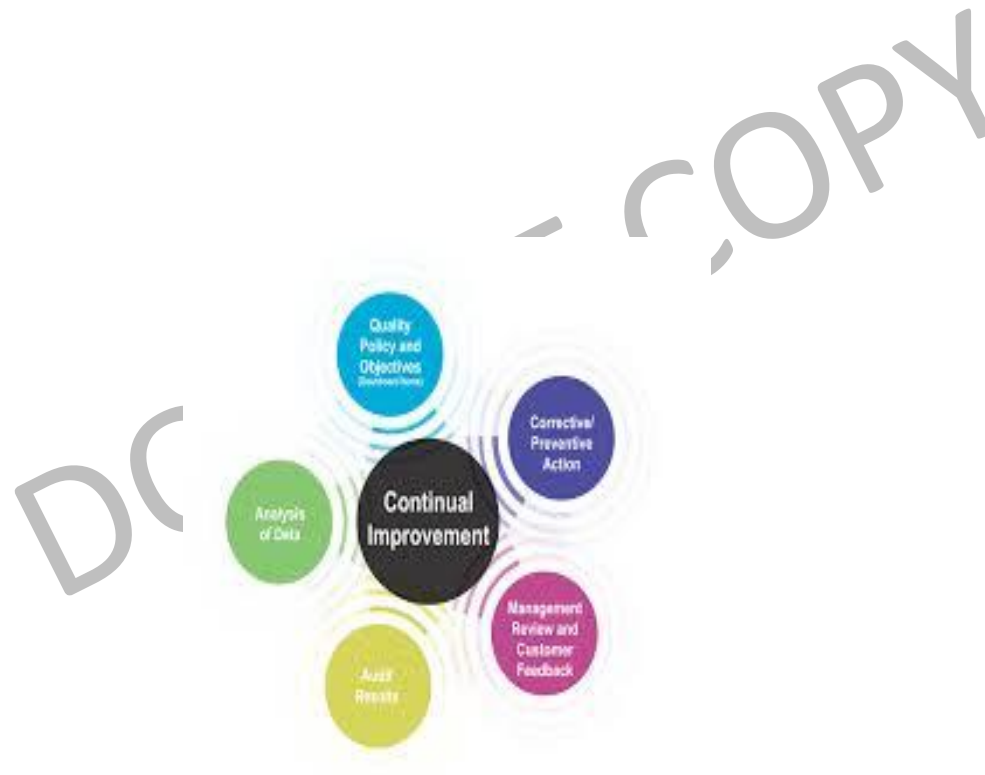 COPY
Quality
Policy and
Objectives
Corrective/
Preventive
Action
Continual
Improvement
Analysis
of Data
Management
Review and
Customer
Feedback
Audit
Results